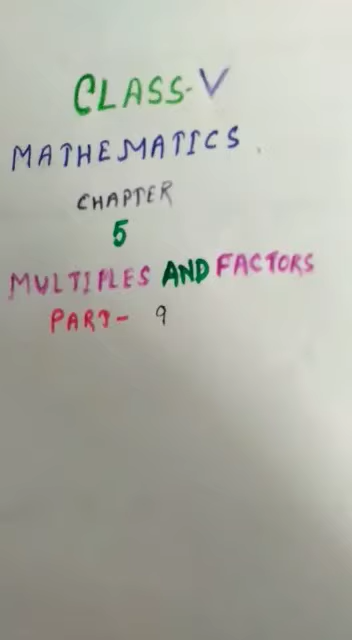 CLASS-V
MATHEMATICS.
CHAPTER
5
MULTIPLES AND FACTORS
PART- 9